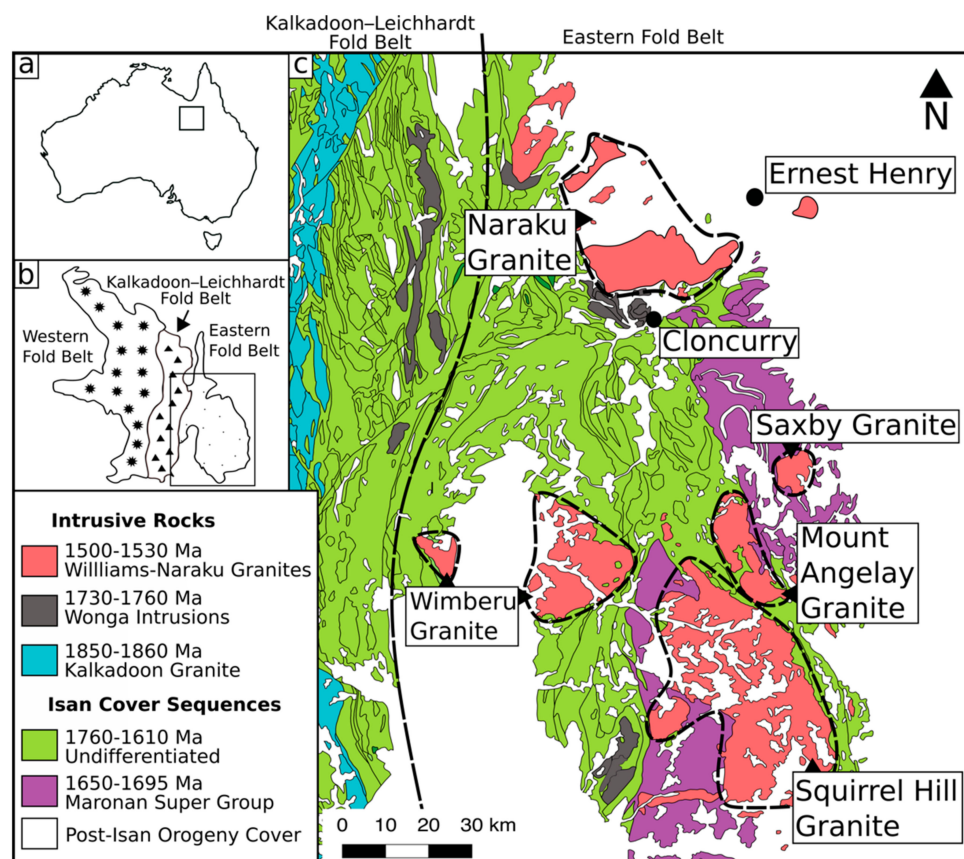 Kalkadoon–Leichhardt
Fold Belt
Eastern Fold Belt
a
b
Kalkadoon–Leichhardt
Fold Belt
Western
Fold Belt
Eastern
Fold Belt
c
N
Ernest Henry
Naraku
Granite
Cloncurry
Saxby Granite
Mount
Angelay
Granite
Wimberu
Granite
Squirrel Hill
Granite
Intrusive Rocks
1500-1530 Ma
Willliams-Naraku Granites
1730-1760 Ma
Wonga Intrusions
1850-1860 Ma
Kalkadoon Granite
Isan Cover Sequences
1760-1610 Ma
Undifferentiated
1650-1695 Ma
Maronan Super Group
Post-Isan Orogeny Cover
0 10 20 30 km